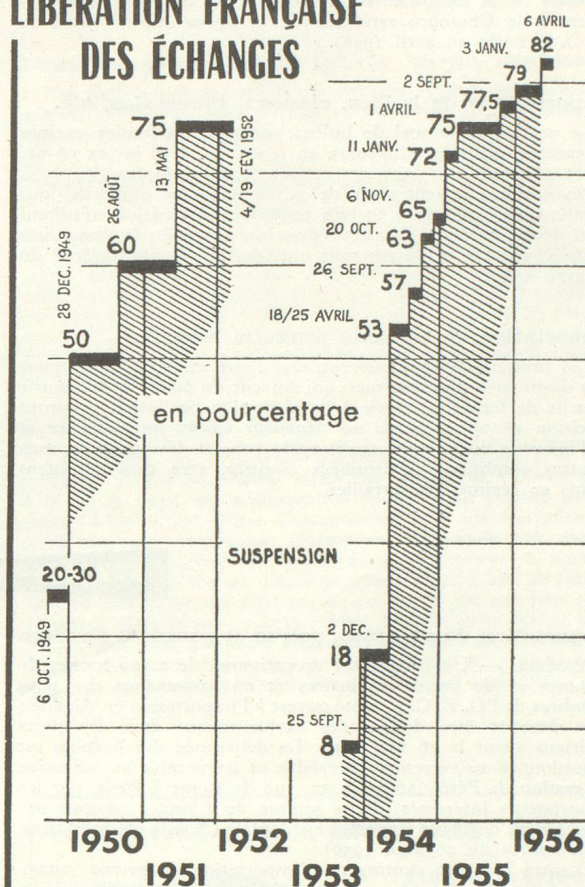 LIBÉRATION FRANÇAISE
DES ÉCHANGES
6 AVRIL
82
3 JANV.
79
2 SEPT.
77,5
1 AVRIL
75
11 JANV.
72
6 NOV.
65
20 OCT.
63
26 SEPT.
57
18/25 AVRIL
53
4/19 FÉV. 1952
75
13 MAI
26 AOÛT
60
28 DEC. 1949
50
en pourcentage
SUSPENSION
20-30
OCT. 1949
2 DEC.
18
25 SEPT.
8
1950
1951
1952
1953
1954
1955
1956